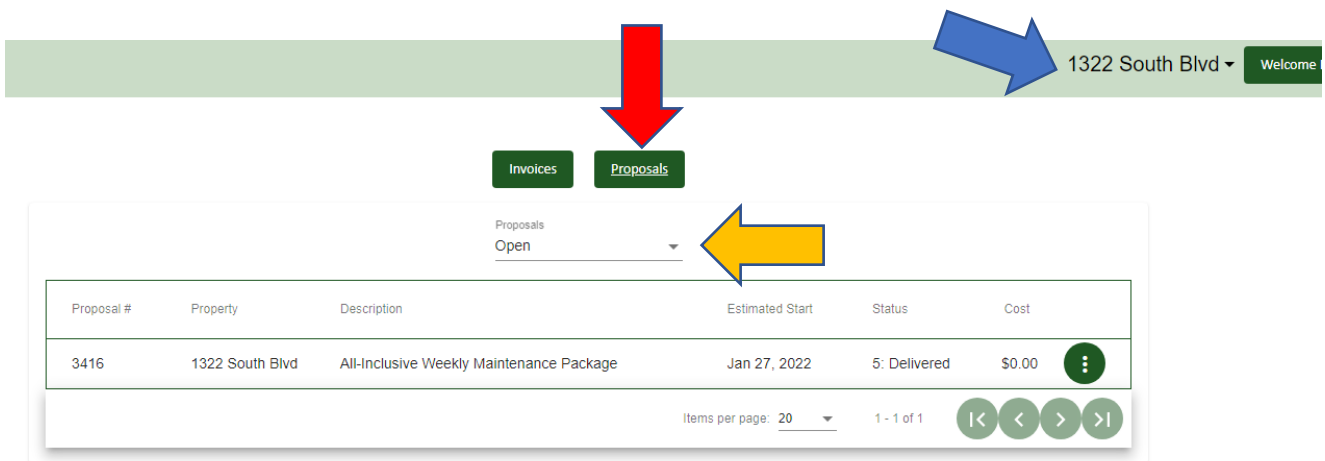 1322 South Blvd
Welcome
Invoices
Proposals
Proposals
Open
Proposal # Property Description Estimated Start Status Cost
3416 1322 South Blvd All-Inclusive Weekly Maintenance Package Jan 27, 2022 5: Delivered $0.00
Items per page: 20 1 - 1 of 1